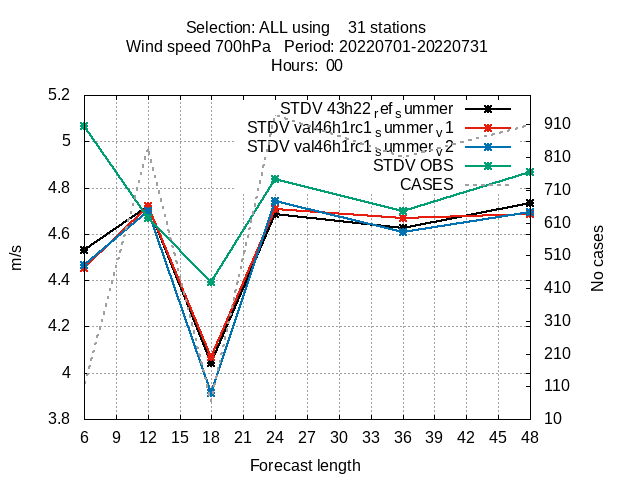 Selection: ALL using 31 stations
Wind speed 700hPa Period: 20220701-20220731
Hours: 00
5.2
5
4.8
4.6
4.4
4.2
4
3.8
m/s
STDV 43h22refsummer
STDV val46h1rc1summerv1
STDV val46h1rc1summerv2
STDV OBS
CASES
910
810
710
610
510
410
310
210
110
10
No cases
6 9 12 15 18 21 24 27 30 33 36 39 42 45 48
Forecast length